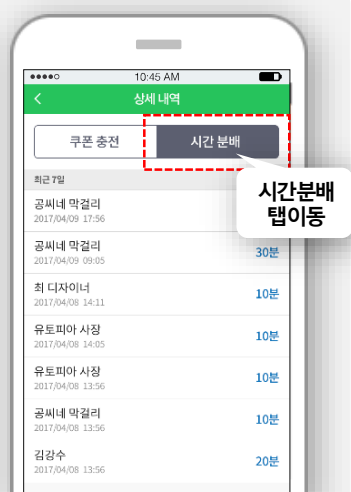 10:45 AM
상세 내역
쿠폰 충전
시간 분배
최근 7일
시간분배
탭이동
공씨네 막걸리
2017/04/09 17:56
공씨네 막걸리
30분
2017/04/09 09:05
최 디자이너
10분
2017/04/08 14:11
유토피아 사장
10분
2017/04/08 14:05
유토피아 사장
10분
2017/04/08 13:56
공씨네 막걸리
10분
2017/04/08 13:56
김강수
20분
2017/04/08 13:56